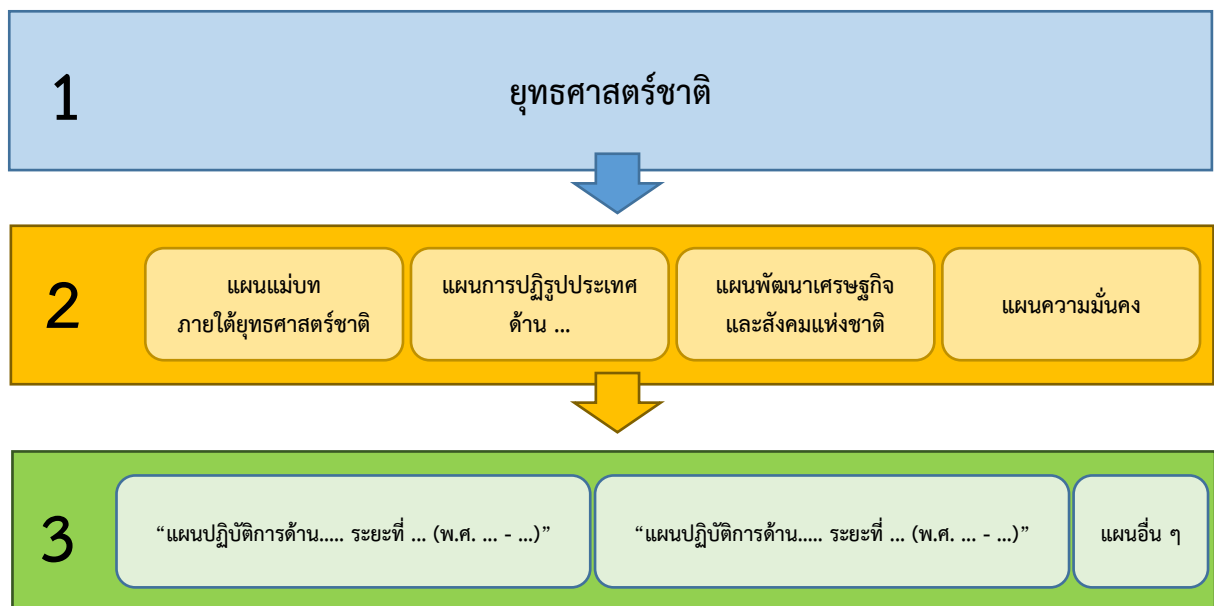 1
ยุทธศาสตร์ชาติ
2
แผนแม่บท
ภายใต้ยุทธศาสตร์ชาติ
แผนการปฏิรูปประเทศ
ด้าน ...
แผนพัฒนาเศรษฐกิจ
และสังคมแห่งชาติ
แผนความมั่นคง
3
“แผนปฏิบัติการด้าน..... ระยะที่ ... (พ.ศ. ... - ...)”
“แผนปฏิบัติการด้าน..... ระยะที่ ... (พ.ศ. ... - ...)”
แผนอื่น ๆ